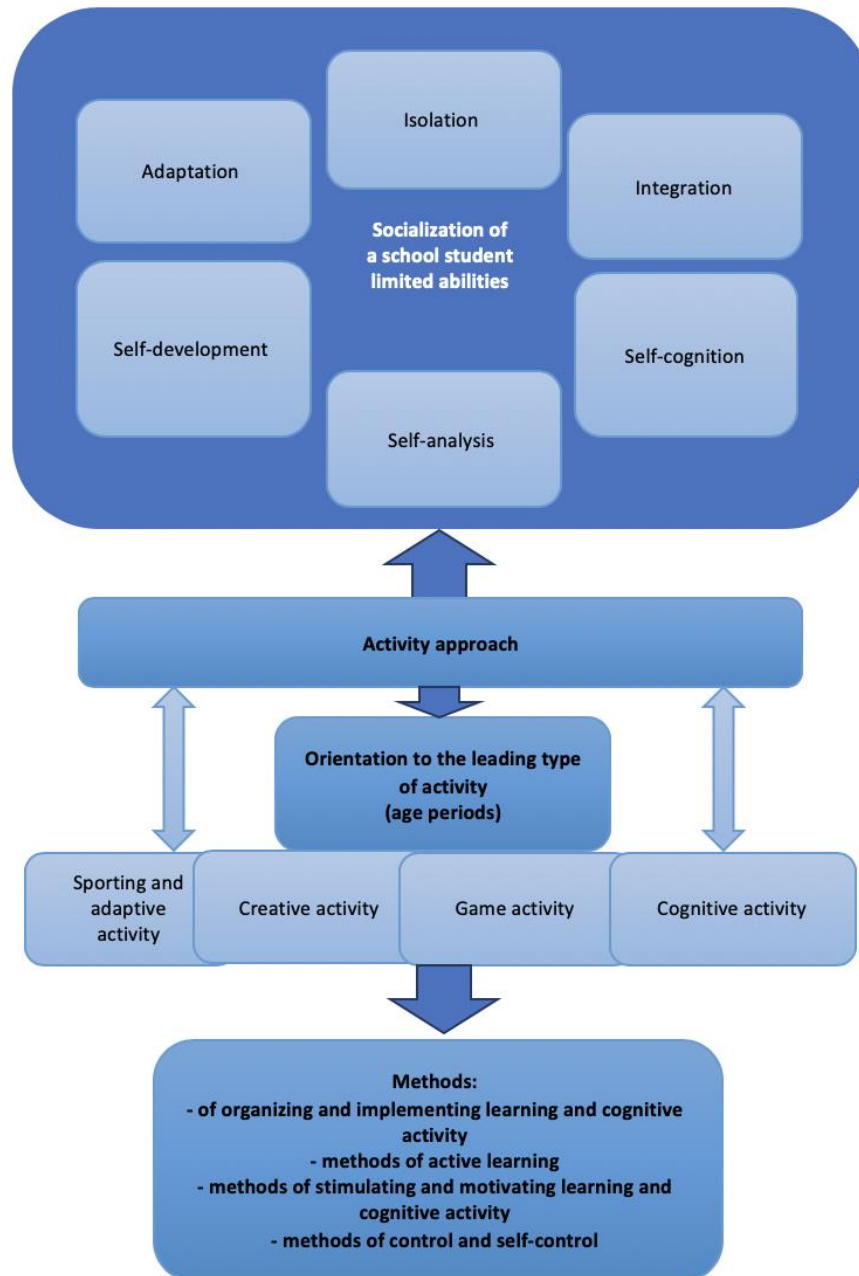 Isolation
Adaptation
Integration
Socialization of
a school student
limited abilities
Self-development
Self-cognition
Self-analysis
Activity approach
Orientation to the leading type
of activity
(age periods)
Sporting and
adaptive
activity
Creative activity
Game activity
Cognitive activity
Methods:
- of organizing and implementing learning and cognitive
activity
- methods of active learning
- methods of stimulating and motivating learning and
cognitive activity
- methods of control and self-control